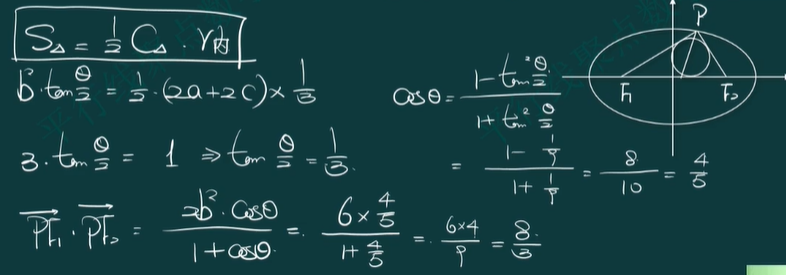 S△ = 1/2 C△ · r内
b² · tan θ/2 = 1/2 · (2a+2c) × 1/3
3 · tan θ/2 = 1 ⇒ tan θ/2 = 1/3.
PF₁ · PF₂ = 2b² · cosθ / 1+cosθ = 6×4/5 / 1+4/5 = 6×4/9 = 8/3
cosθ = 1-tan² θ/2 / 1+tan² θ/2
= 1-1/9 / 1+1/9 = 8/10 = 4/5
P
F₁ F₂